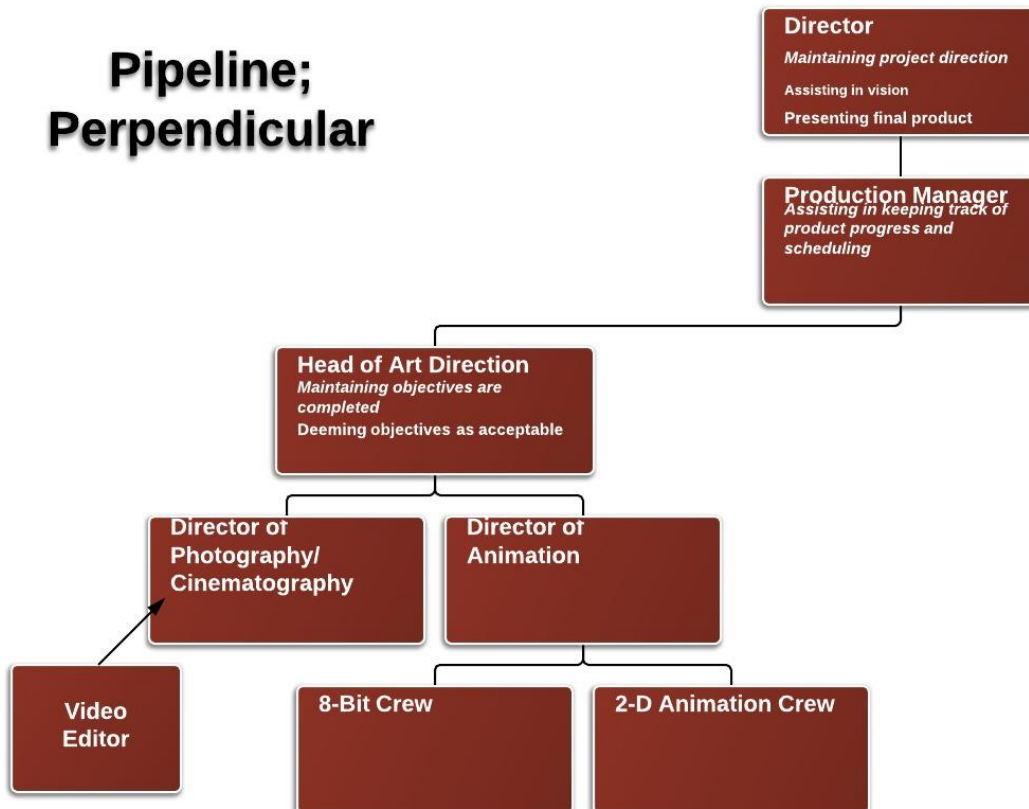 Pipeline;
Perpendicular
Director
Maintaining project direction
Assisting in vision
Presenting final product
Production Manager
Assisting in keeping track of
product progress and
scheduling
Head of Art Direction
Maintaining objectives are
completed
Deeming objectives as acceptable
Director of
Photography/
Cinematography
Director of
Animation
Video
Editor
8-Bit Crew
2-D Animation Crew